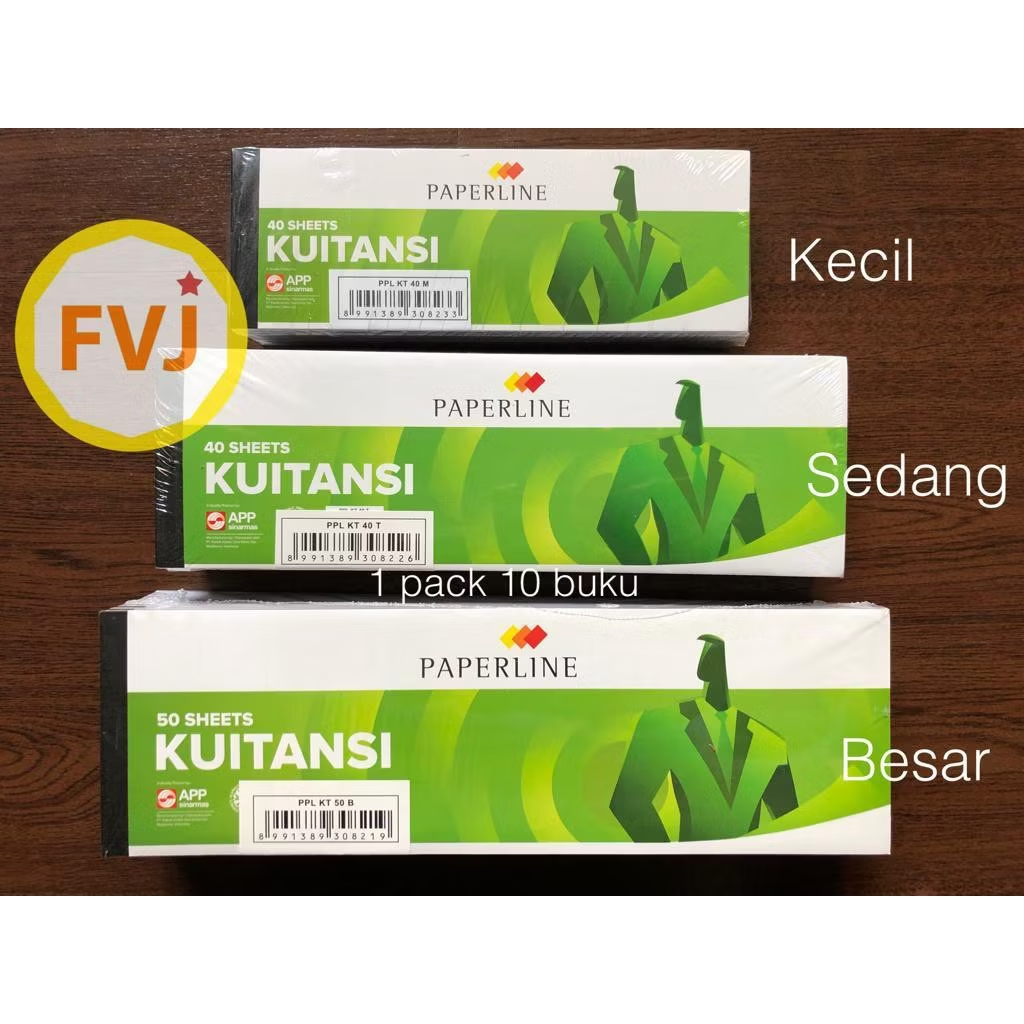 PAPERLINE
40 SHEETS
KUITANSI
APP
sinarmas
PPL KT 40 M
8 991389 308233
Kecil
FVJ
PAPERLINE
40 SHEETS
KUITANSI
APP
sinarmas
PPL KT 40 T
8 991389 308226
Sedang
1 pack 10 buku
PAPERLINE
50 SHEETS
KUITANSI
APP
sinarmas
PPL KT 50 B
8 991389 308219
Besar